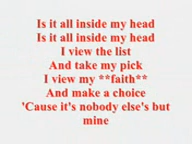 Is it all inside my head
Is it all inside my head
I view the list
And take my pick
I view my **faith**
And make a choice
'Cause it's nobody else's but
mine